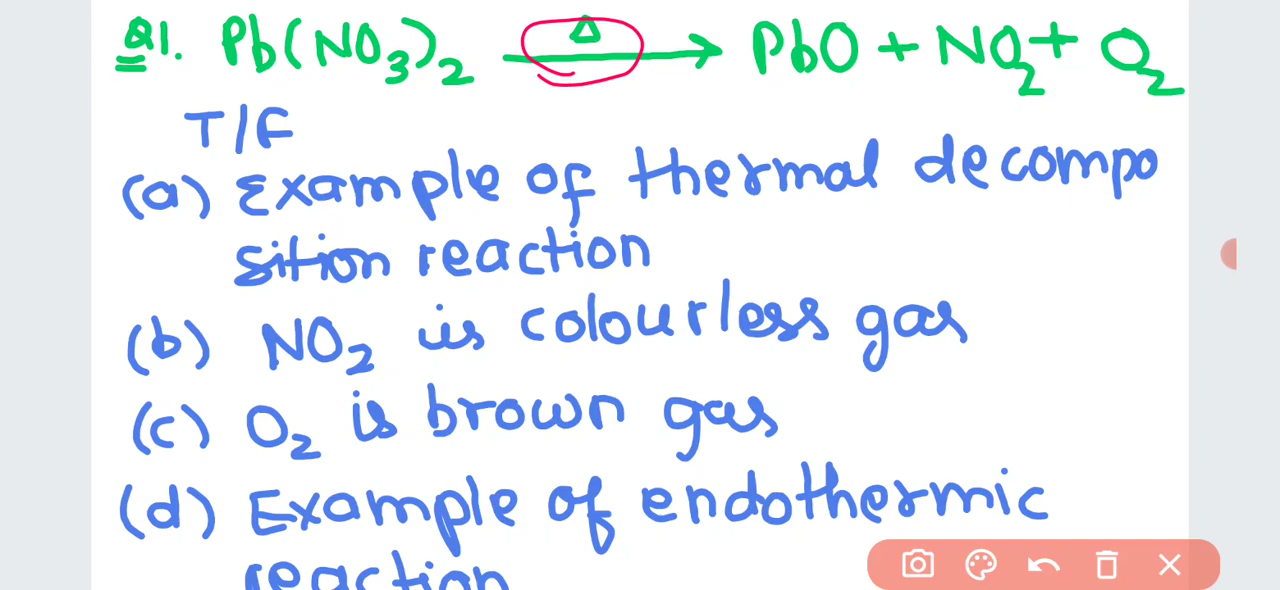 Q1. Pb(NO3)2 Δ → PbO + NO2 + O2
T/F
(a) Example of thermal decompo
sition reaction
(b) NO2 is colourless gas
(c) O2 is brown gas
(d) Example of endothermic
reaction